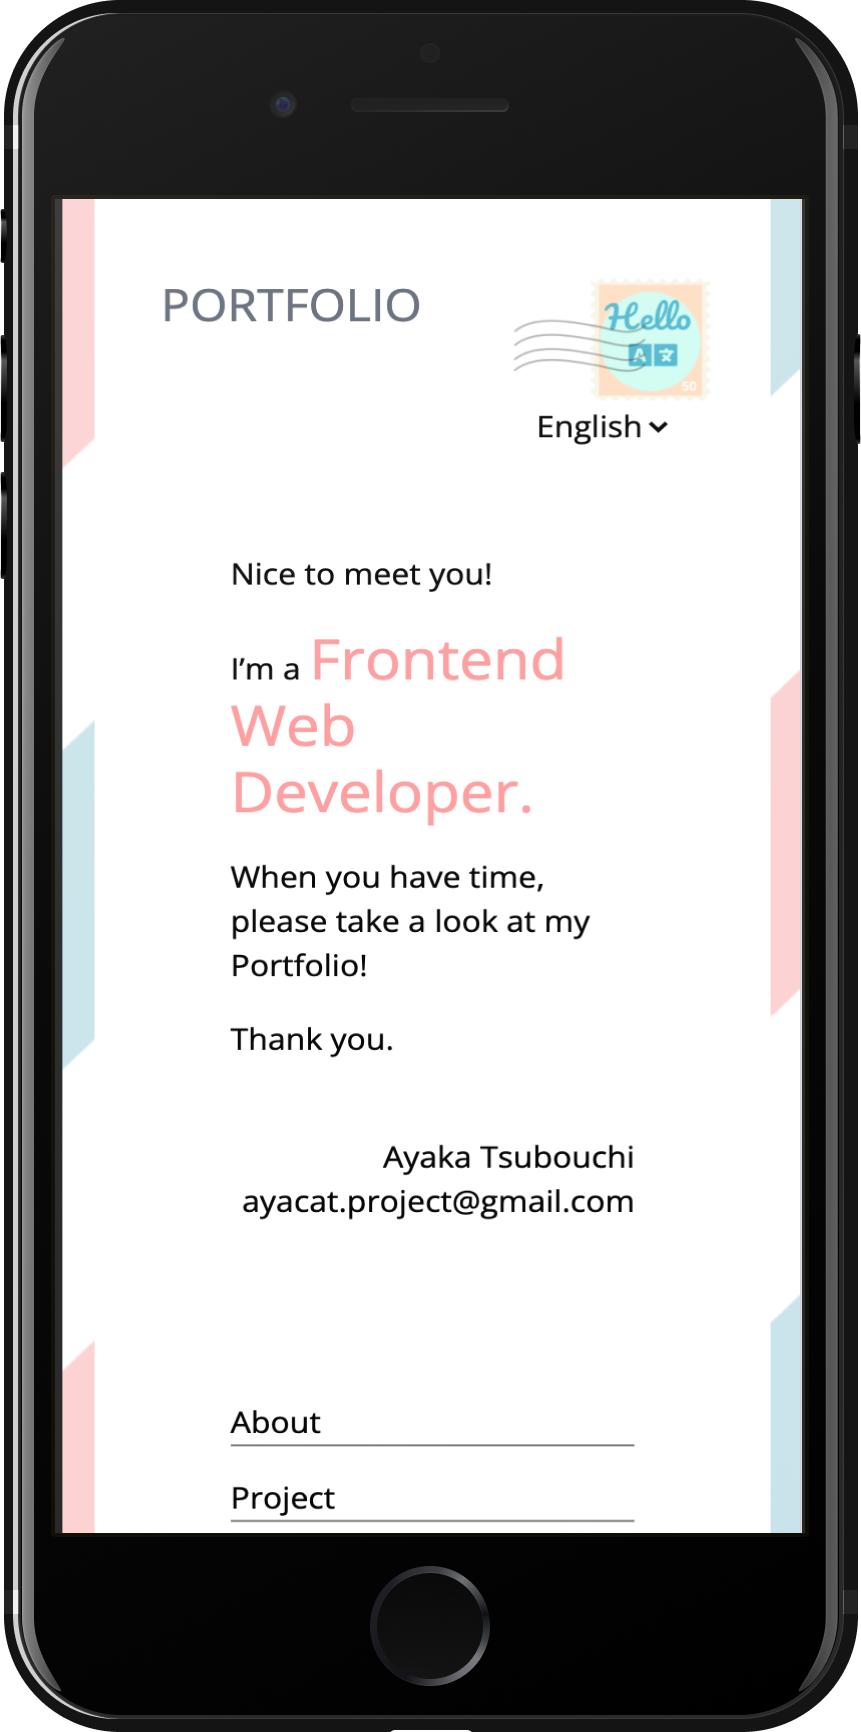 PORTFOLIO
Hello
A 文
50
English
Nice to meet you!
I’m a Frontend
Web
Developer.
When you have time,
please take a look at my
Portfolio!
Thank you.
Ayaka Tsubouchi
ayacat.project@gmail.com
About
Project